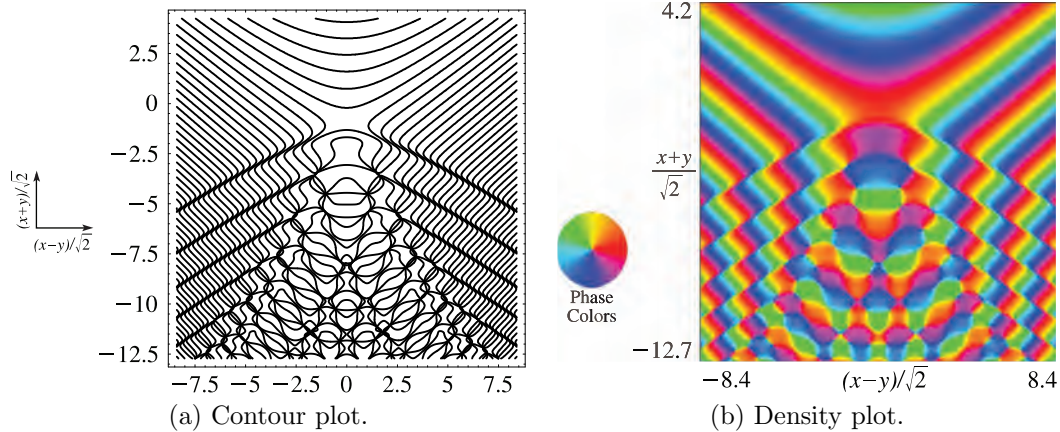 2.5
0
−2.5
−5
−7.5
−10
−12.5
−7.5 −5 −2.5 0 2.5 5 7.5
(x+y)/√2
(x−y)/√2
(a) Contour plot.
Phase
Colors
4.2
x+y
√2
−12.7
−8.4 (x−y)/√2 8.4
(b) Density plot.